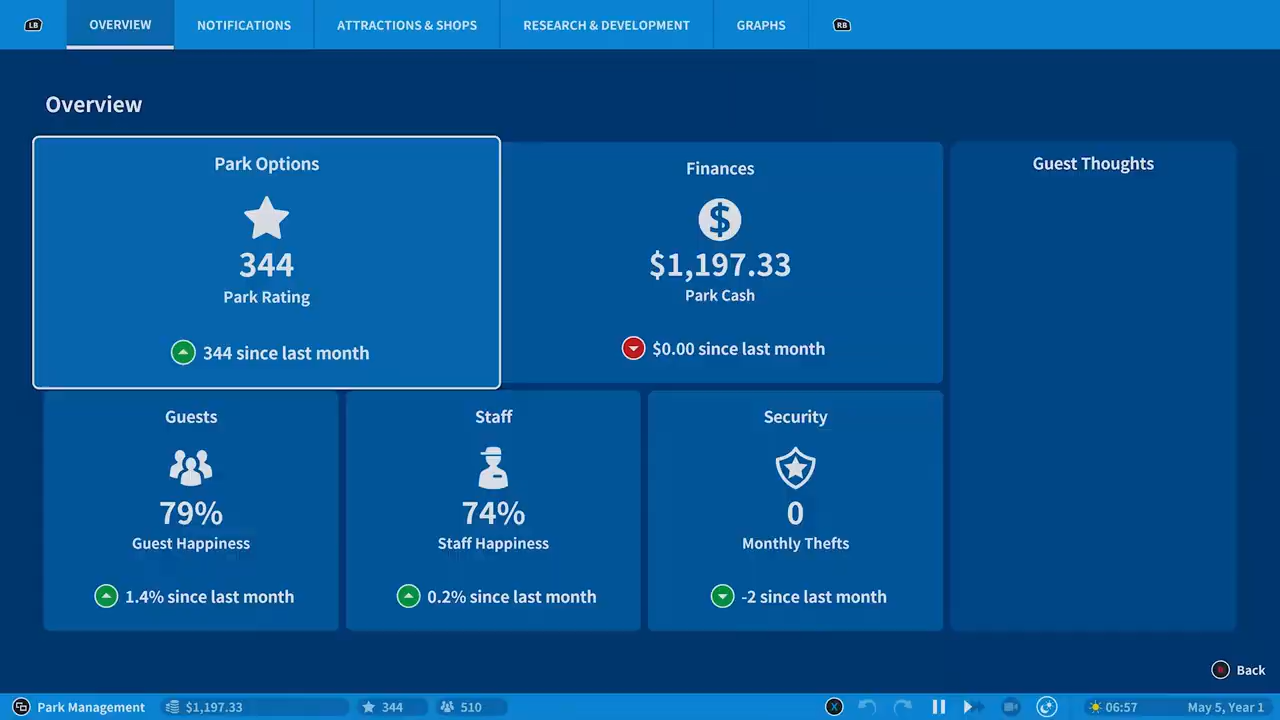 LB
OVERVIEW
NOTIFICATIONS
ATTRACTIONS & SHOPS
RESEARCH & DEVELOPMENT
GRAPHS
RB
Overview
Park Options
344
Park Rating
344 since last month
Finances
$
$1,197.33
Park Cash
$0.00 since last month
Guest Thoughts
Guests
79%
Guest Happiness
1.4% since last month
Staff
74%
Staff Happiness
0.2% since last month
Security
0
Monthly Thefts
-2 since last month
Back
Park Management
$1,197.33
344
510
X
06:57
May 5, Year 1